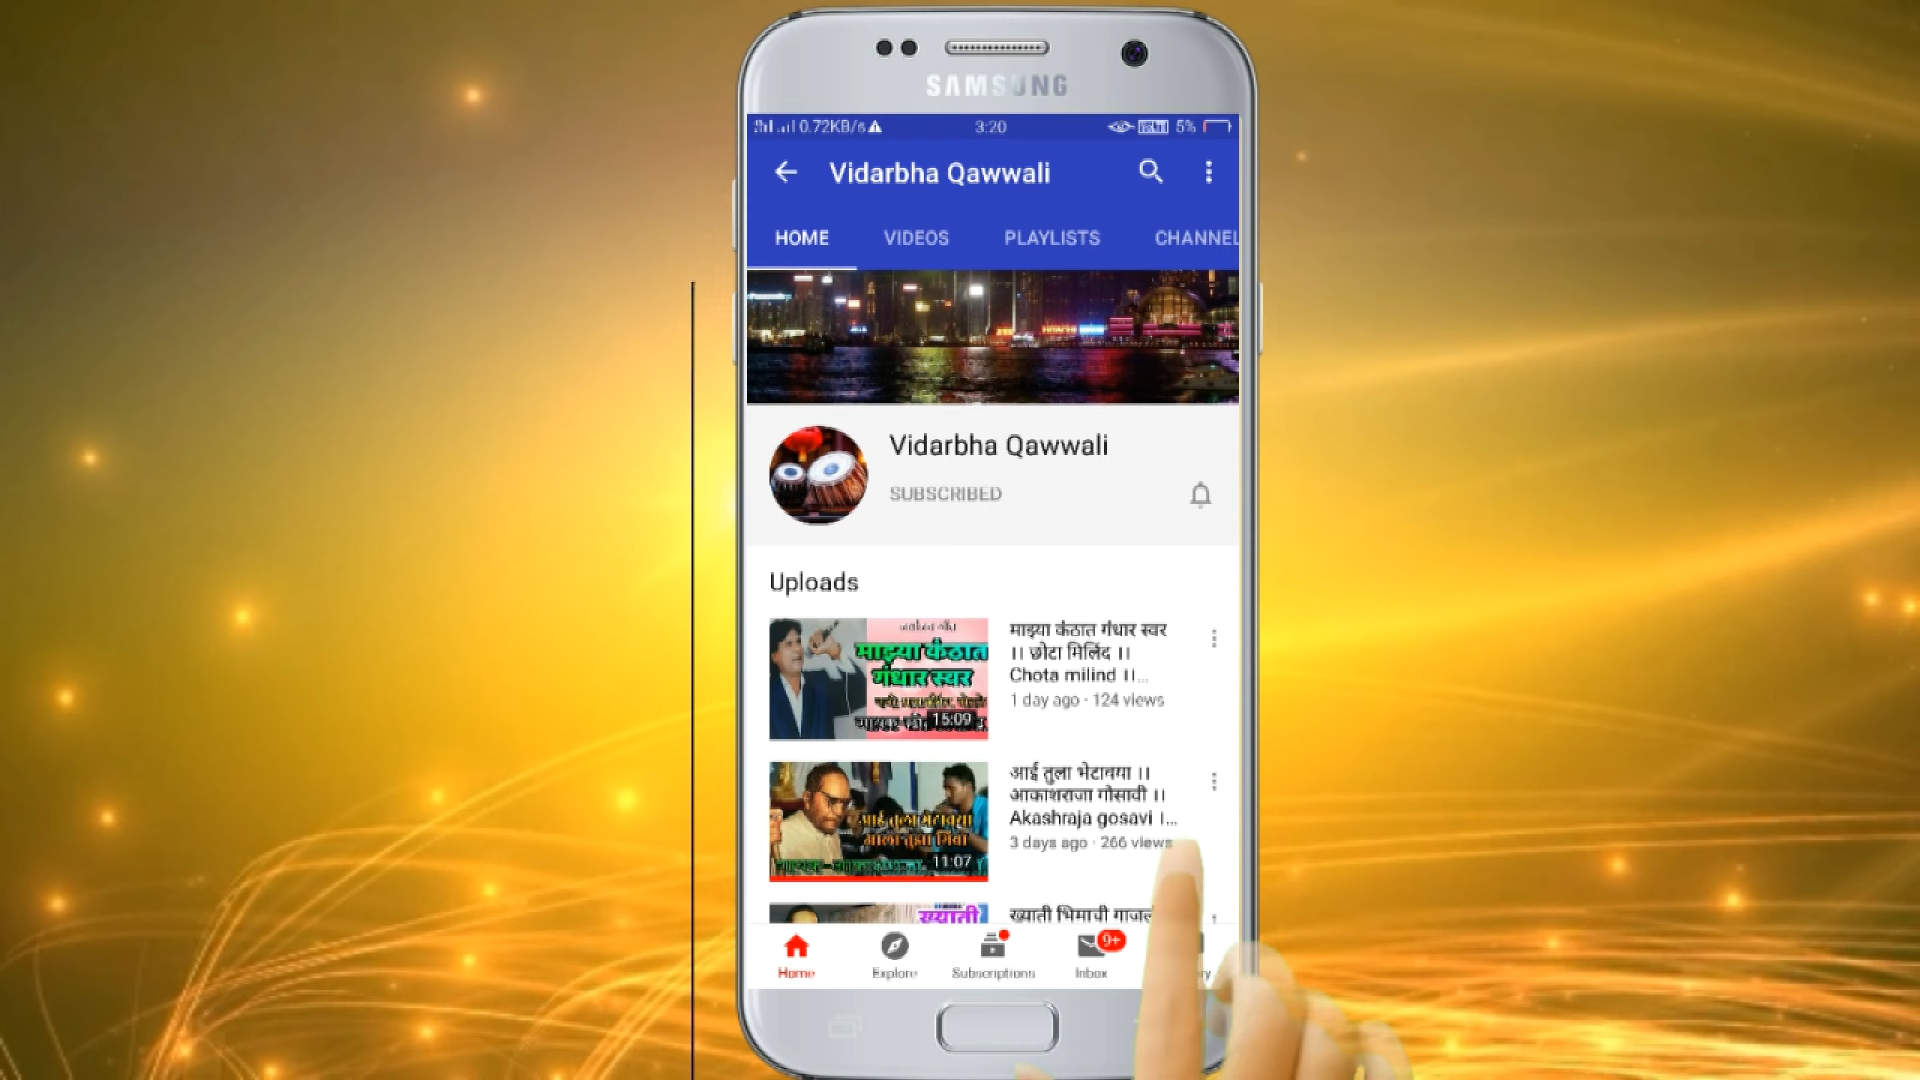 SAMSUNG
0.72KB/s 3:20 5%
Vidarbha Qawwali
HOME VIDEOS PLAYLISTS CHANNEL
Vidarbha Qawwali
SUBSCRIBED
Uploads
माझ्या कंठात
गंधार स्वर
15:09
माझ्या कंठात गंधार स्वर
।। छोटा मिलिंद ।।
Chota milind ।।...
1 day ago · 124 views
आई तुला भेटावया
11:07
आई तुला भेटावया ।।
आकाशराजा गोसावी ।।
Akashraja gosavi ।...
3 days ago · 266 views
ख्याती
ख्याती भिमाची
9+
Home Explore Subscriptions Inbox